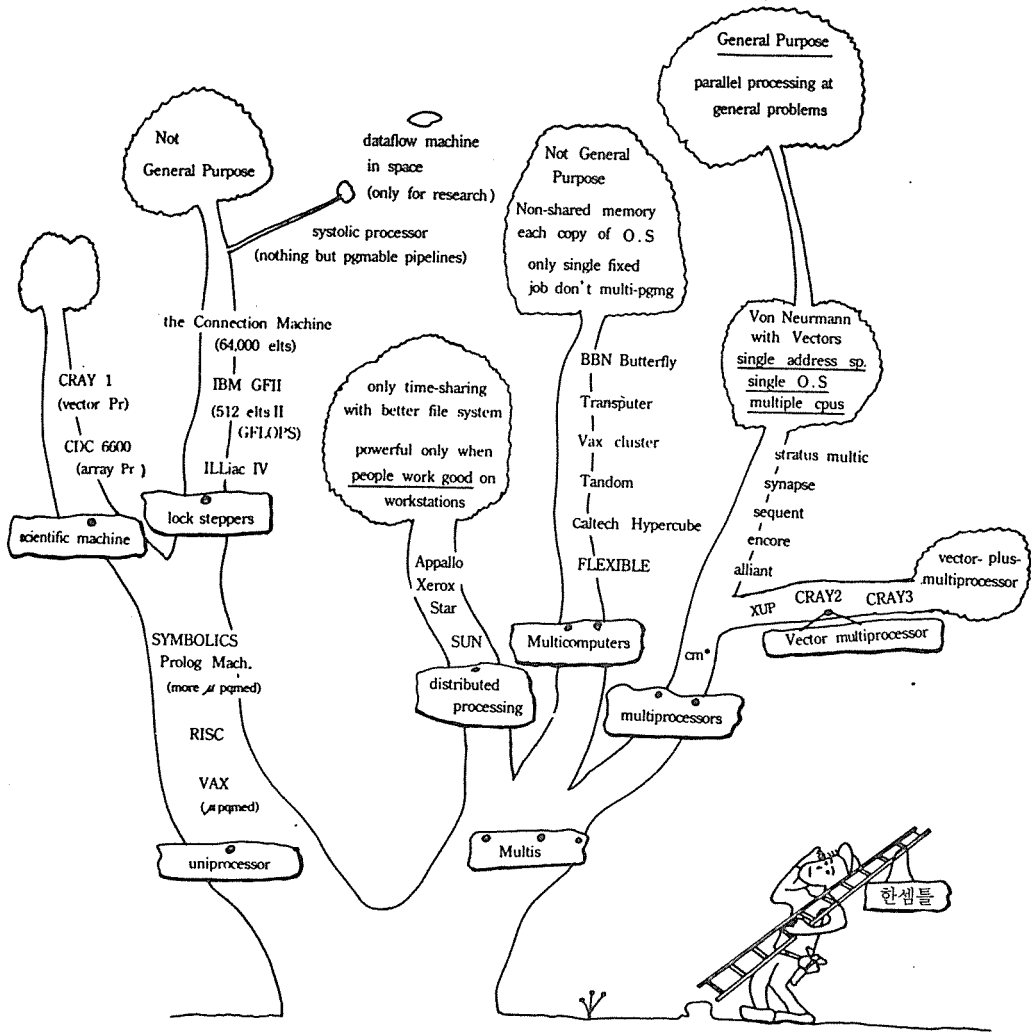 General Purpose
parallel processing at
general problems
Not
General Purpose
dataflow machine
in space
(only for research)
systolic processor
(nothing but pgmable pipelines)
Not General
Purpose
Non-shared memory
each copy of O.S
only single fixed
job don't multi-pgmg
the Connection Machine
(64,000 elts)
IBM GFII
(512 elts II
GFLOPS)
ILLiac IV
lock steppers
CRAY 1
(vector Pr)
CDC 6600
(array Pr)
scientific machine
only time-sharing
with better file system
powerful only when
people work good on
workstations
BBN Butterfly
Transputer
Vax cluster
Tandom
Caltech Hypercube
FLEXIBLE
Von Neurmann
with Vectors
single address sp.
single O.S
multiple cpus
stratus multic
synapse
sequent
encore
alliant
vector-plus-
multiprocessor
XUP
CRAY2
CRAY3
Vector multiprocessor
Appallo
Xerox
Star
SUN
distributed
processing
Multicomputers
cm*
multiprocessors
SYMBOLICS
Prolog Mach.
(more μ pqmed)
RISC
VAX
(μ pqmed)
uniprocessor
Multis
한셈틀